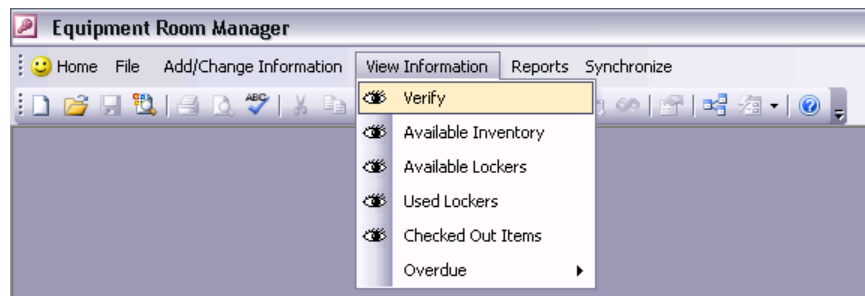 Equipment Room Manager
Home File Add/Change Information View Information Reports Synchronize
ABC
Verify
Available Inventory
Available Lockers
Used Lockers
Checked Out Items
Overdue